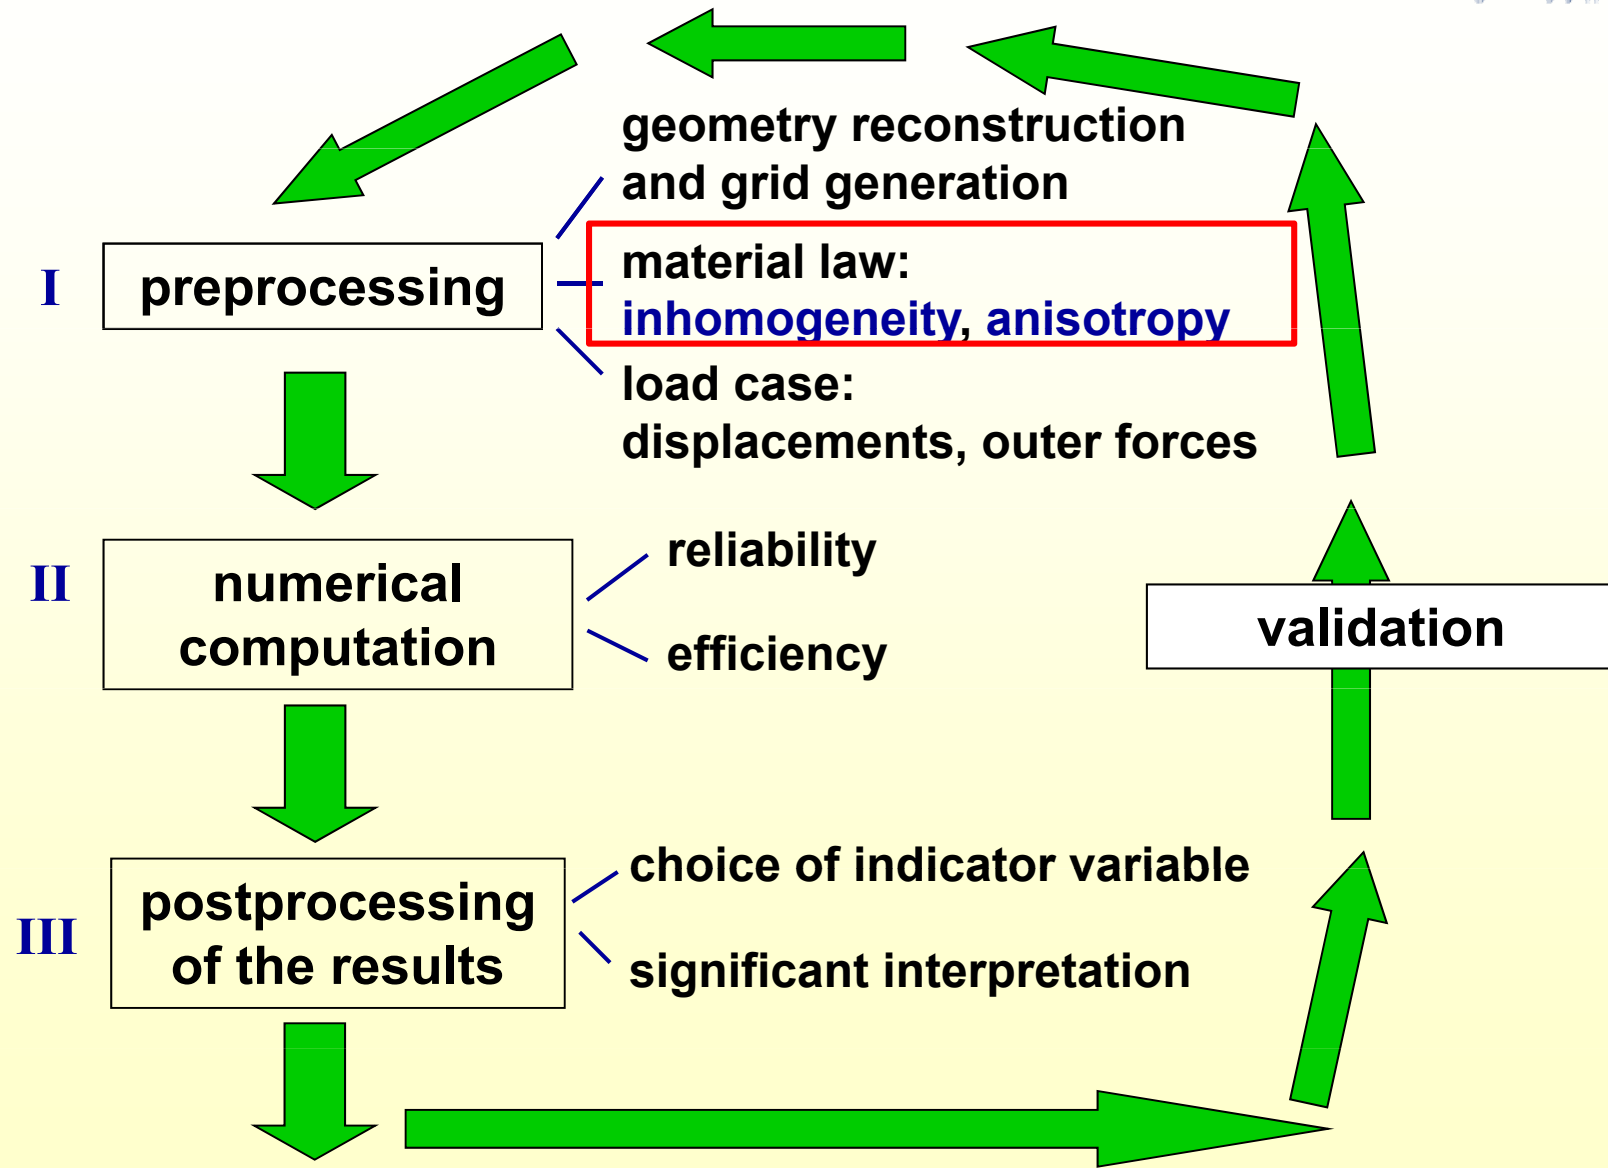 geometry reconstruction
and grid generation
I
preprocessing
material law:
inhomogeneity, anisotropy
load case:
displacements, outer forces
II
numerical
computation
reliability
efficiency
validation
III
postprocessing
of the results
choice of indicator variable
significant interpretation